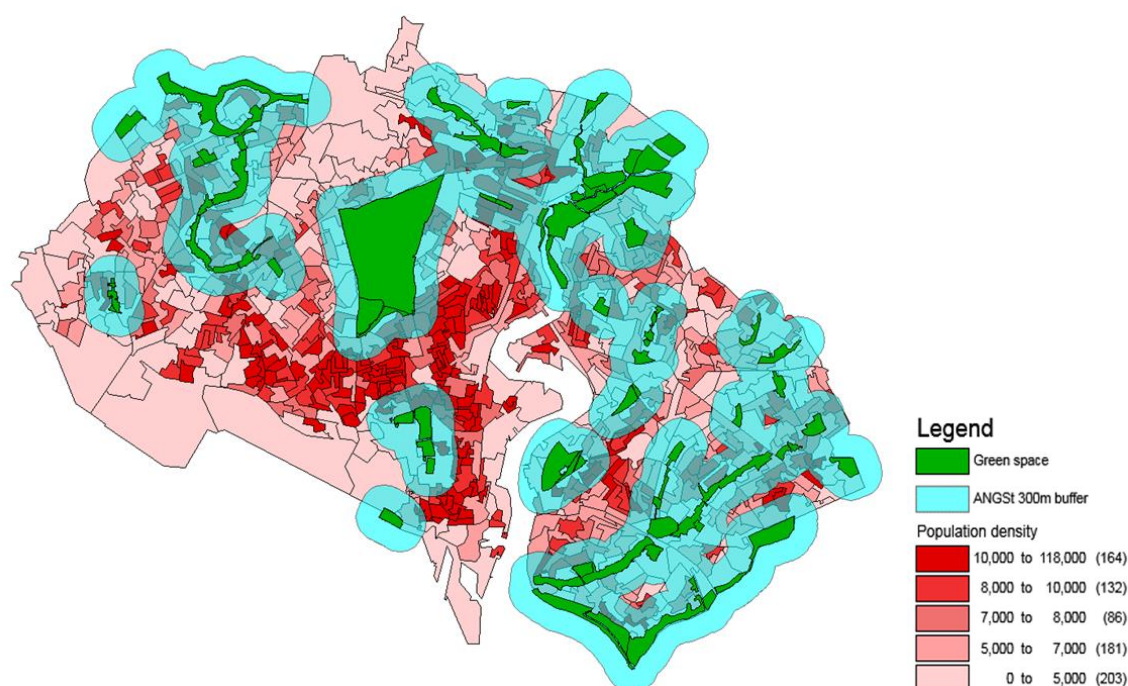 Legend
Green space
ANGSt 300m buffer
Population density
10,000 to 118,000 (164)
8,000 to 10,000 (132)
7,000 to 8,000 (86)
5,000 to 7,000 (181)
0 to 5,000 (203)